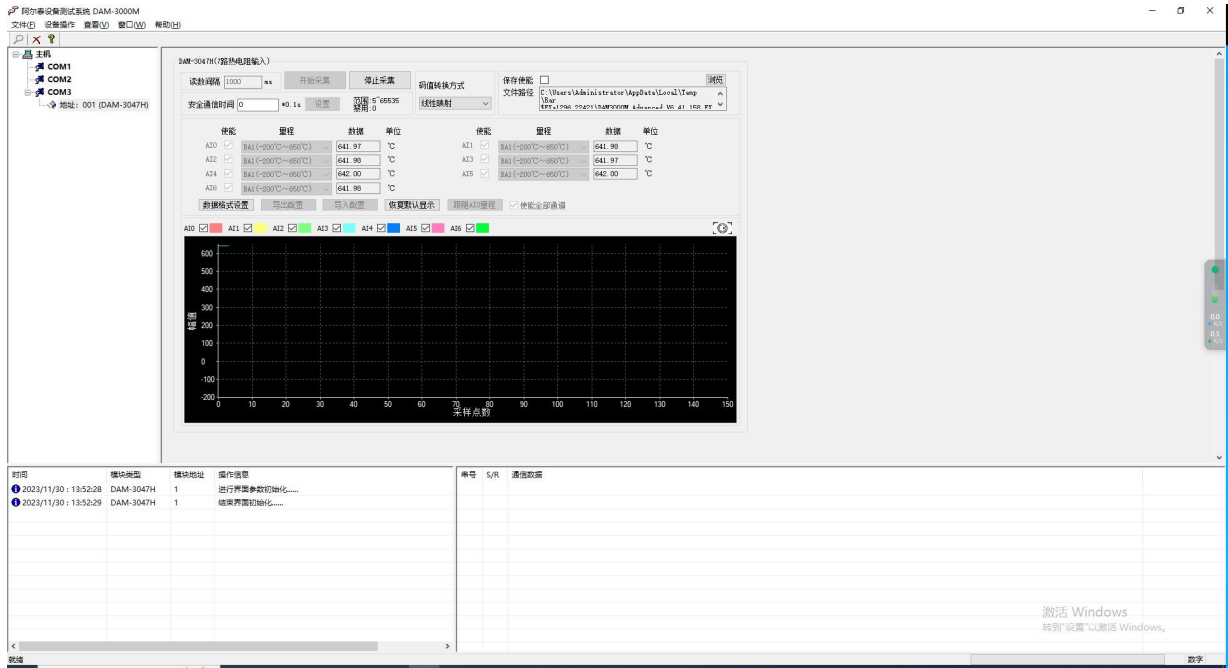 阿尔泰设备测试系统 DAM-3000M
文件(F) 设备操作 查看(V) 窗口(W) 帮助(H)
主机
COM1
COM2
COM3
地址：001 (DAM-3047H)
DAM-3047H(7路热电阻输入)
读数间隔 1000 ms 开始采集 停止采集
安全通信时间 0 *0.1s 设置 范围:5~65535
禁用:0
码值转换方式
线性映射
保存使能 浏览
文件路径 C:\Users\Administrator\AppData\Local\Temp
\Rar
使能 量程 数据 单位 使能 量程 数据 单位
AI0 BA1(-200℃~650℃) 641.97 ℃ AI1 BA1(-200℃~650℃) 641.98 ℃
AI2 BA1(-200℃~650℃) 641.98 ℃ AI3 BA1(-200℃~650℃) 641.97 ℃
AI4 BA1(-200℃~650℃) 642.00 ℃ AI5 BA1(-200℃~650℃) 642.00 ℃
AI6 BA1(-200℃~650℃) 641.98 ℃
数据格式设置 导出配置 导入配置 恢复默认显示 跟随AI0量程 使能全部通道
AI0 AI1 AI2 AI3 AI4 AI5 AI6
600
500
400
300
200
100
0
-100
-200
幅值
0 10 20 30 40 50 60 70 80 90 100 110 120 130 140 150
采样点数
0.0
K/s
0.3
K/s
时间 模块类型 模块地址 操作信息
2023/11/30 : 13:52:28 DAM-3047H 1 进行界面参数初始化......
2023/11/30 : 13:52:29 DAM-3047H 1 结束界面初始化......
串号 S/R 通信数据
激活 Windows
转到"设置"以激活 Windows。
就绪 数字